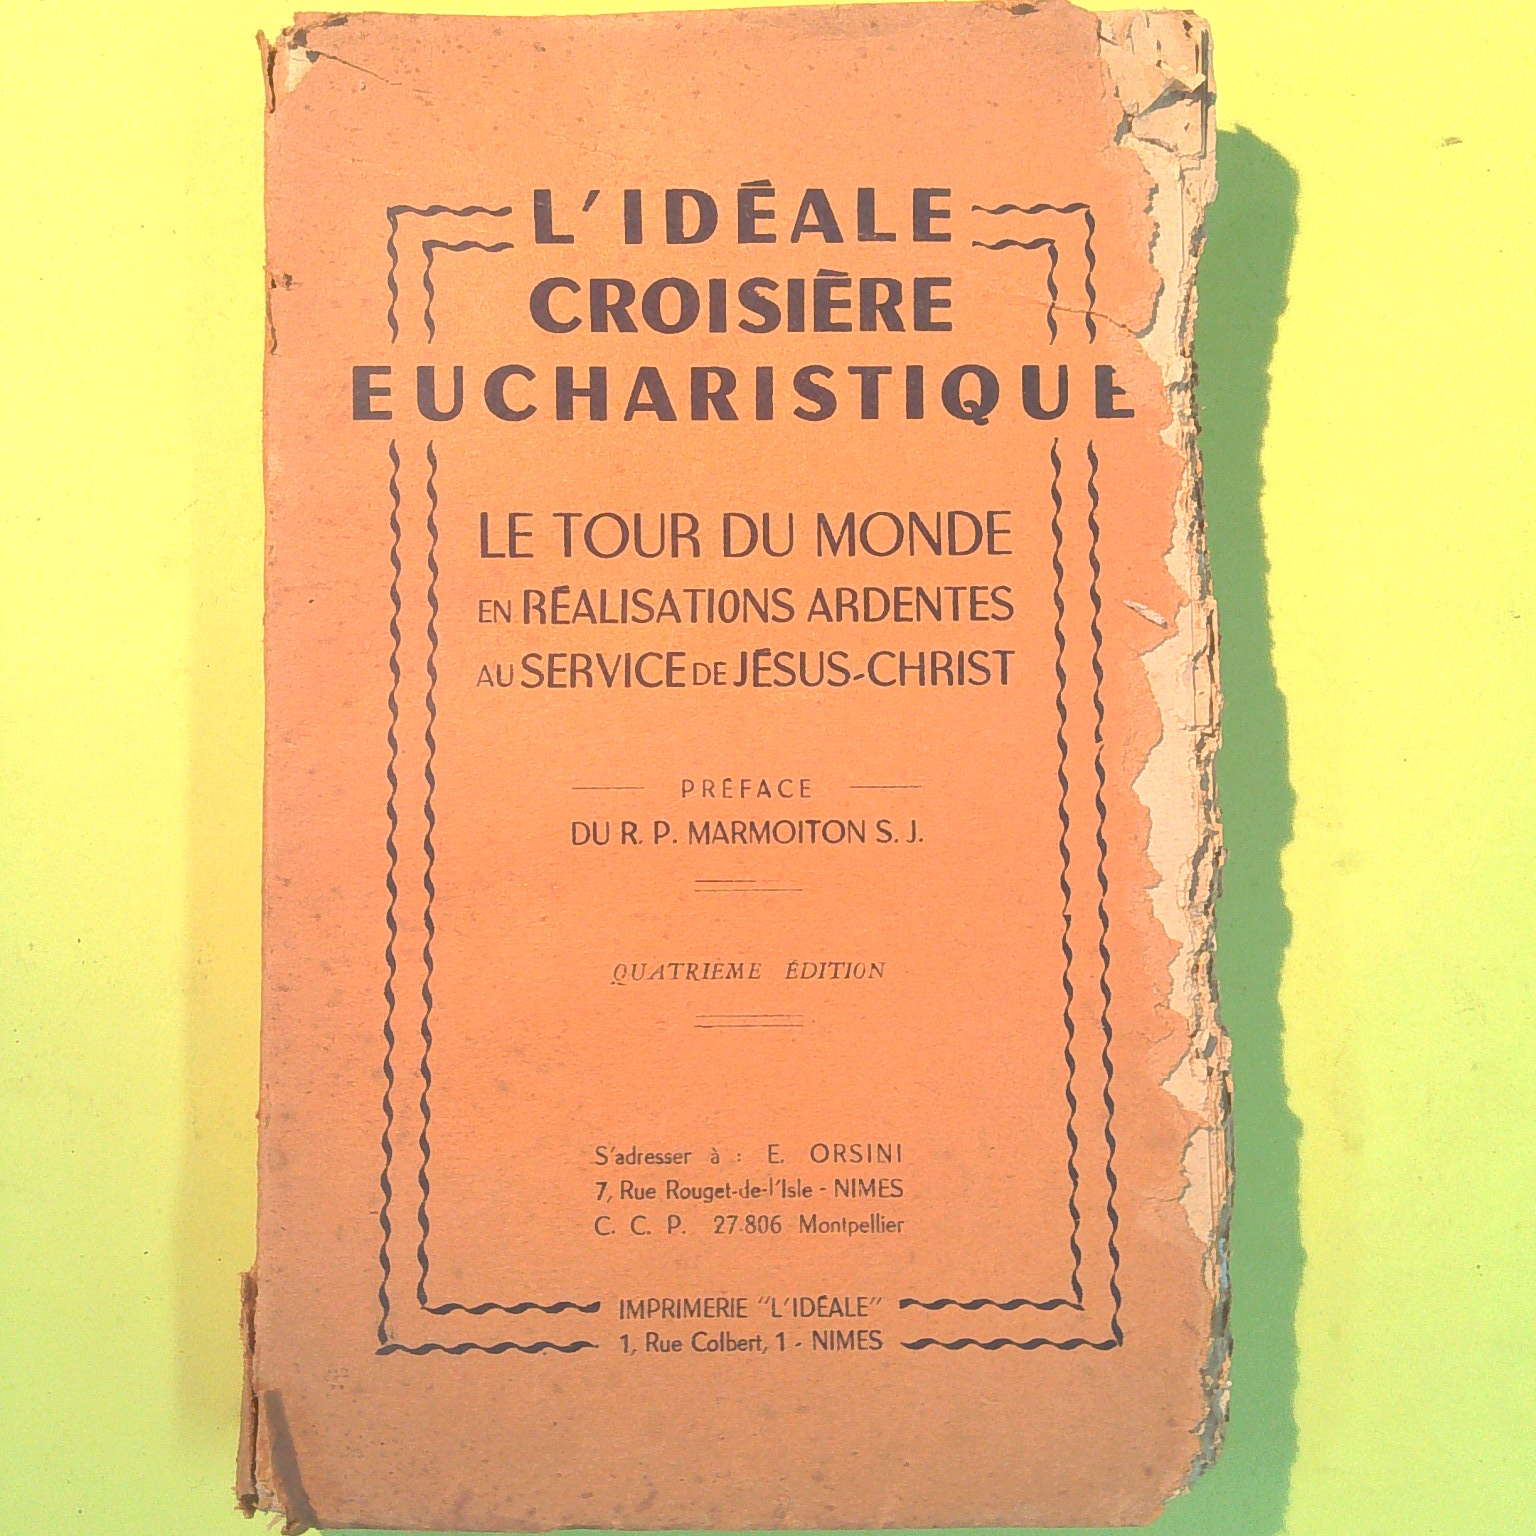 L'IDÉALE
CROISIÈRE
EUCHARISTIQUE
LE TOUR DU MONDE
EN RÉALISATIONS ARDENTES
AU SERVICE DE JÉSUS-CHRIST
PRÉFACE
DU R. P. MARMOITON S. J.
QUATRIÈME ÉDITION
S'adresser à : E. ORSINI
7, Rue Rouget-de-l'Isle - NIMES
C. C. P. 27.806 Montpellier
IMPRIMERIE "L'IDÉALE"
1, Rue Colbert, 1 - NIMES